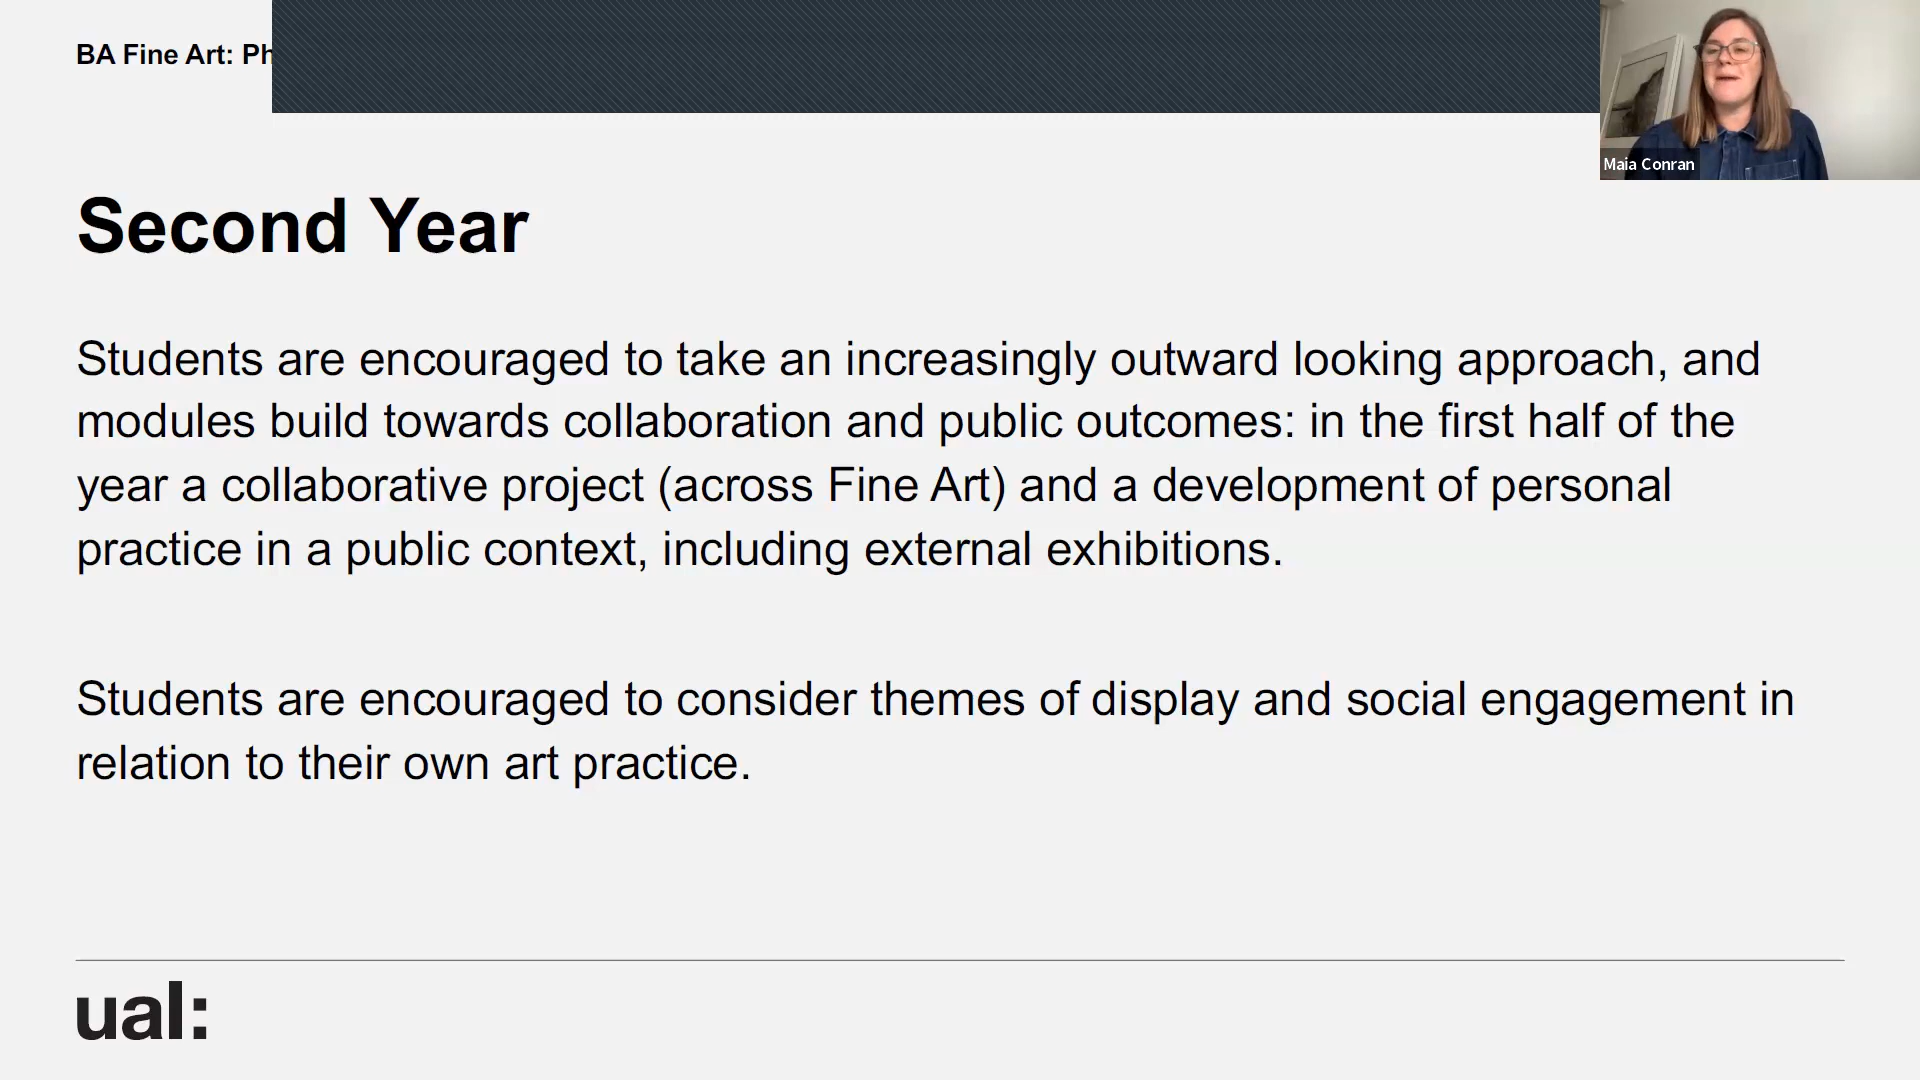 BA Fine Art: Ph
Maia Conran
Second Year
Students are encouraged to take an increasingly outward looking approach, and
modules build towards collaboration and public outcomes: in the first half of the
year a collaborative project (across Fine Art) and a development of personal
practice in a public context, including external exhibitions.
Students are encouraged to consider themes of display and social engagement in
relation to their own art practice.
ual: